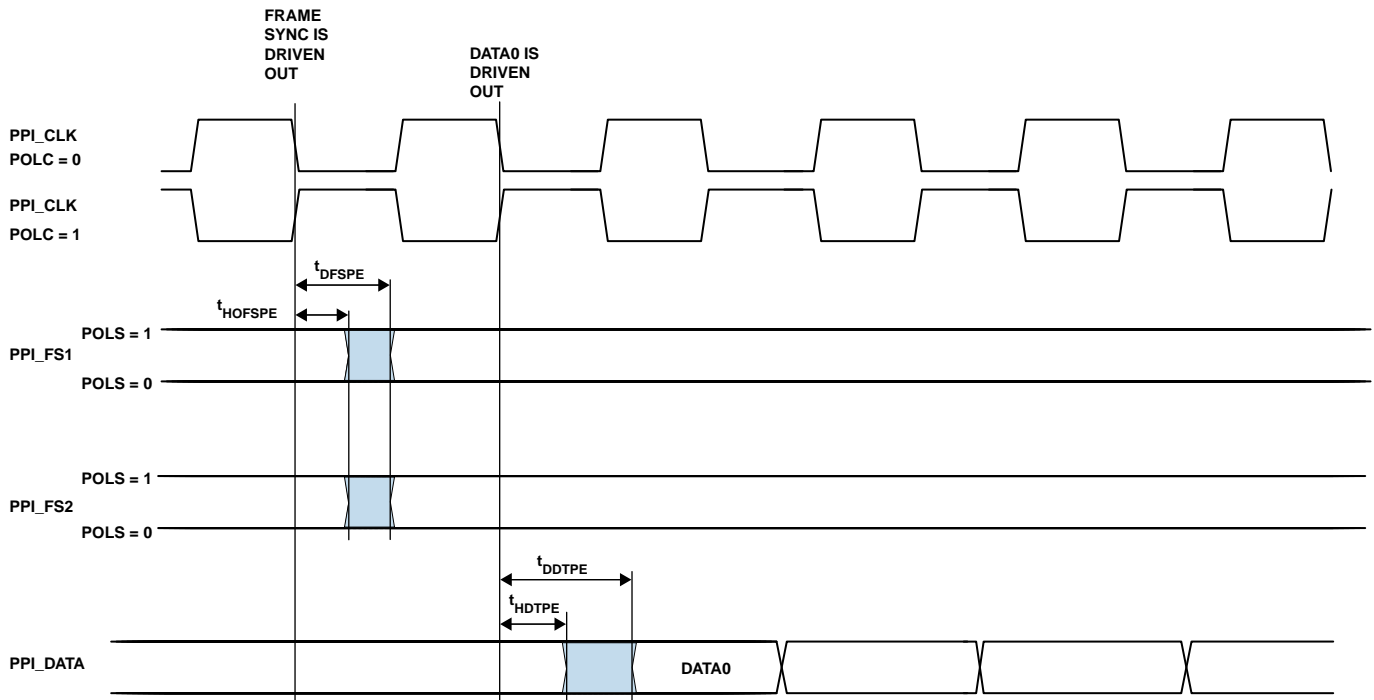 FRAME
SYNC IS
DRIVEN
OUT
DATA0 IS
DRIVEN
OUT
PPI_CLK
POLC = 0
PPI_CLK
POLC = 1
tDFSPE
tHOFSPE
POLS = 1
PPI_FS1
POLS = 0
POLS = 1
PPI_FS2
POLS = 0
tDDTPE
tHDTPE
PPI_DATA
DATA0